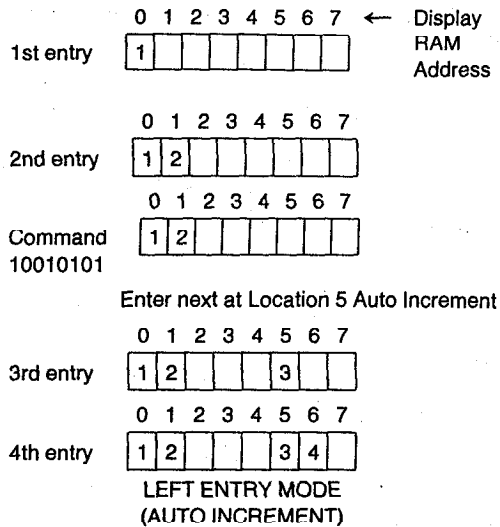 0 1 2 3 4 5 6 7 ← Display
RAM
Address
1st entry 1
0 1 2 3 4 5 6 7
2nd entry 1 2
0 1 2 3 4 5 6 7
Command 1 2
10010101
Enter next at Location 5 Auto Increment
0 1 2 3 4 5 6 7
3rd entry 1 2 3
0 1 2 3 4 5 6 7
4th entry 1 2 3 4
LEFT ENTRY MODE
(AUTO INCREMENT)